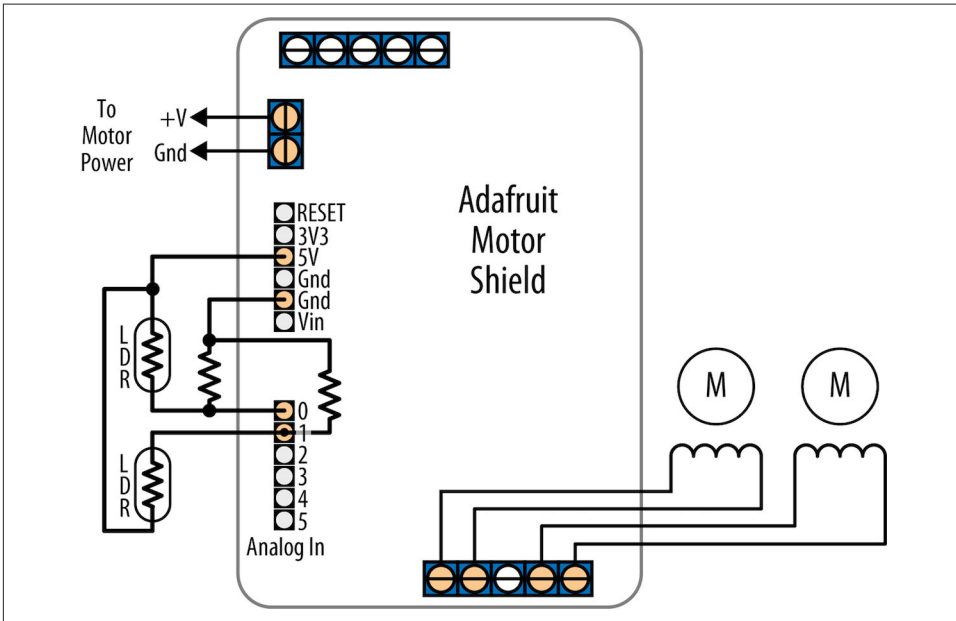 To
Motor
Power
+V
Gnd
RESET
3V3
5V
Gnd
Gnd
Vin
Adafruit
Motor
Shield
L
D
R
L
D
R
0
1
2
3
4
5
Analog In
M
M